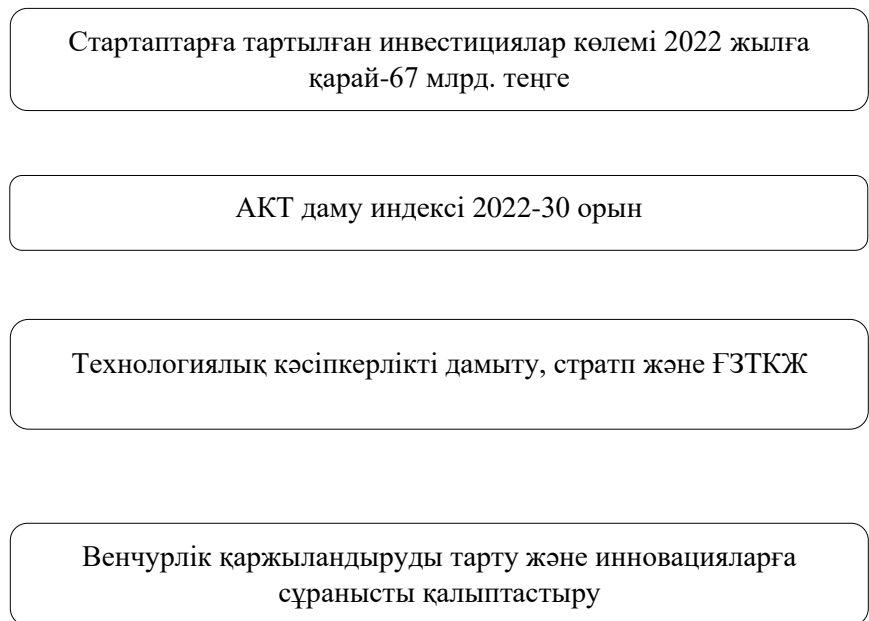 Стартаптарға тартылған инвестициялар көлемі 2022 жылға
қарай-67 млрд. теңге
АКТ даму индексі 2022-30 орын
Технологиялық кәсіпкерлікті дамыту, стратп және ҒЗТКЖ
Венчурлік қаржыландыруды тарту және инновацияларға
сұранысты қалыптастыру